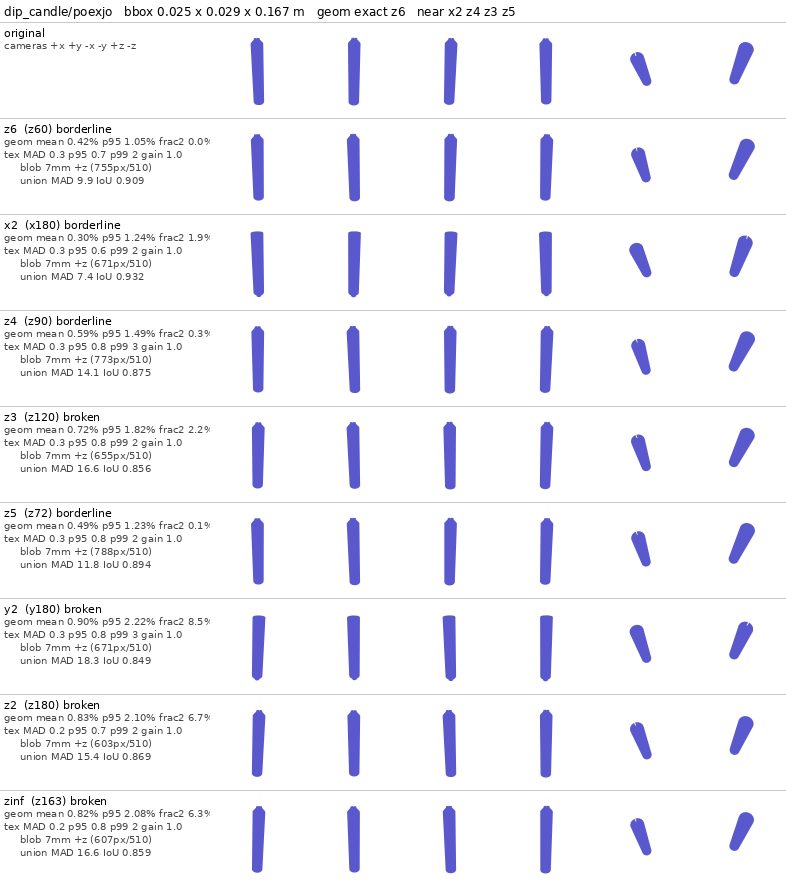 dip_candle/poexjo bbox 0.025 x 0.029 x 0.167 m geom exact z6 near x2 z4 z3 z5
original
cameras +x +y -x -y +z -z
z6 (z60) borderline
geom mean 0.42% p95 1.05% frac2 0.0%
tex MAD 0.3 p95 0.7 p99 2 gain 1.0
blob 7mm +z (755px/510)
union MAD 9.9 IoU 0.909
x2 (x180) borderline
geom mean 0.30% p95 1.24% frac2 1.9%
tex MAD 0.3 p95 0.6 p99 2 gain 1.0
blob 7mm +z (671px/510)
union MAD 7.4 IoU 0.932
z4 (z90) borderline
geom mean 0.59% p95 1.49% frac2 0.3%
tex MAD 0.3 p95 0.8 p99 3 gain 1.0
blob 7mm +z (773px/510)
union MAD 14.1 IoU 0.875
z3 (z120) broken
geom mean 0.72% p95 1.82% frac2 2.2%
tex MAD 0.3 p95 0.8 p99 2 gain 1.0
blob 7mm +z (655px/510)
union MAD 16.6 IoU 0.856
z5 (z72) borderline
geom mean 0.49% p95 1.23% frac2 0.1%
tex MAD 0.3 p95 0.8 p99 2 gain 1.0
blob 7mm +z (788px/510)
union MAD 11.8 IoU 0.894
y2 (y180) broken
geom mean 0.90% p95 2.22% frac2 8.5%
tex MAD 0.3 p95 0.8 p99 3 gain 1.0
blob 7mm +z (671px/510)
union MAD 18.3 IoU 0.849
z2 (z180) broken
geom mean 0.83% p95 2.10% frac2 6.7%
tex MAD 0.2 p95 0.7 p99 2 gain 1.0
blob 7mm +z (603px/510)
union MAD 15.4 IoU 0.869
zinf (z163) broken
geom mean 0.82% p95 2.08% frac2 6.3%
tex MAD 0.2 p95 0.8 p99 2 gain 1.0
blob 7mm +z (607px/510)
union MAD 16.6 IoU 0.859